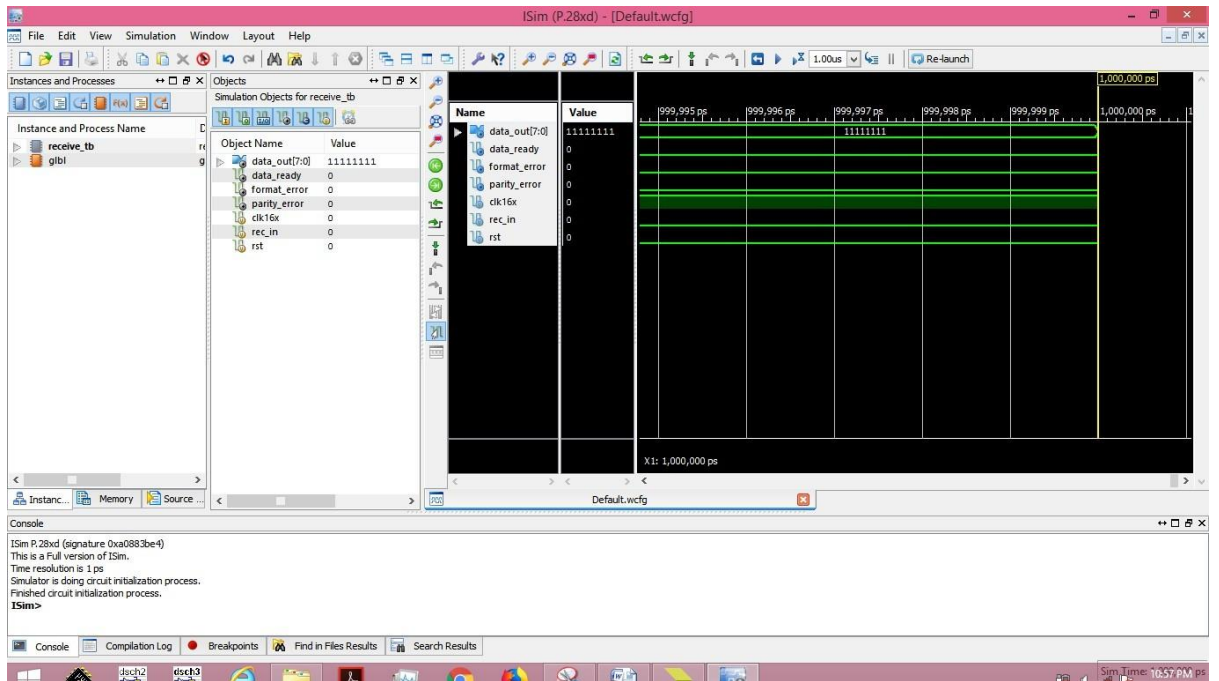 ISim (P.28xd) - [Default.wcfg]
File Edit View Simulation Window Layout Help
1.00us Re-launch
Instances and Processes
Instance and Process Name
receive_tb
glbl
Instanc... Memory Source ...
Objects
Simulation Objects for receive_tb
Object Name Value
data_out[7:0] 11111111
data_ready 0
format_error 0
parity_error 0
clk16x 0
rec_in 0
rst 0
Name Value
data_out[7:0] 11111111
data_ready 0
format_error 0
parity_error 0
clk16x 0
rec_in 0
rst 0
1,000,000 ps
999,995 ps 999,996 ps 999,997 ps 999,998 ps 999,999 ps 1,000,000 ps 1
11111111
X1: 1,000,000 ps
Default.wcfg
Console
ISim P.28xd (signature 0xa0883be4)
This is a Full version of ISim.
Time resolution is 1 ps
Simulator is doing circuit initialization process.
Finished circuit initialization process.
ISim>
Console Compilation Log Breakpoints Find in Files Results Search Results
dsch2 dsch3
Sim Time:
10:57 PM
ps